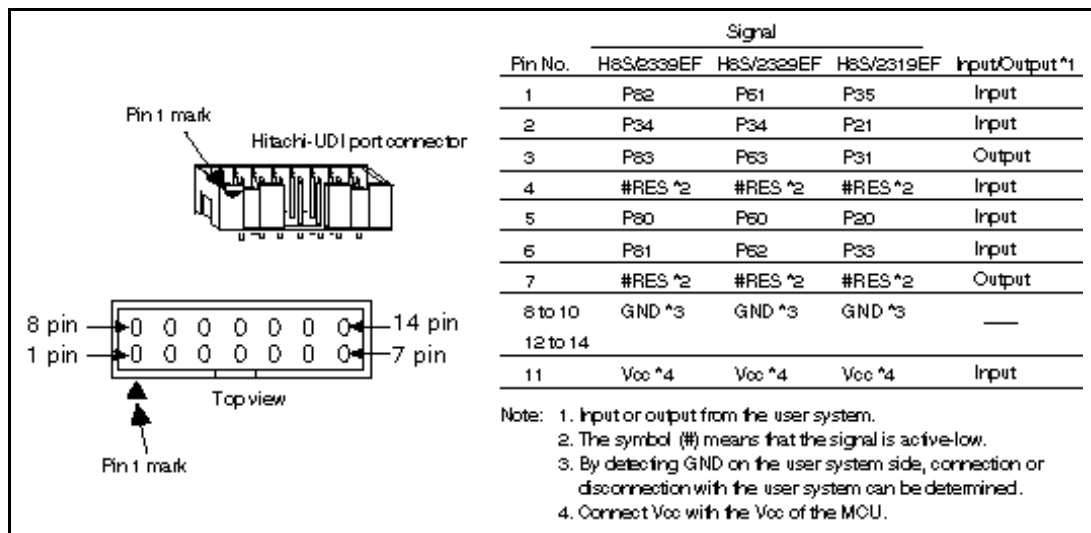 Pin 1 mark
Hitachi-UDI port connector
8 pin
14 pin
1 pin
7 pin
Top view
Pin 1 mark
Signal
Pin No. H8S/2339EF H8S/2329EF H8S/2319EF Input/Output *1
1 P82 P61 P35 Input
2 P34 P34 P21 Input
3 P83 P63 P31 Output
4 #RES *2 #RES *2 #RES *2 Input
5 P80 P60 P20 Input
6 P81 P62 P33 Input
7 #RES *2 #RES *2 #RES *2 Output
8 to 10 GND *3 GND *3 GND *3 ——
12 to 14
11 Vcc *4 Vcc *4 Vcc *4 Input
Note: 1. Input or output from the user system.
2. The symbol (#) means that the signal is active-low.
3. By detecting GND on the user system side, connection or
disconnection with the user system can be determined.
4. Connect Vcc with the Vcc of the MCU.